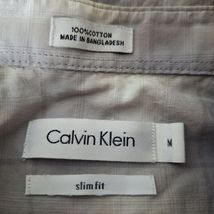 100% COTTON
MADE IN BANGLADESH
Calvin Klein
M
slim fit